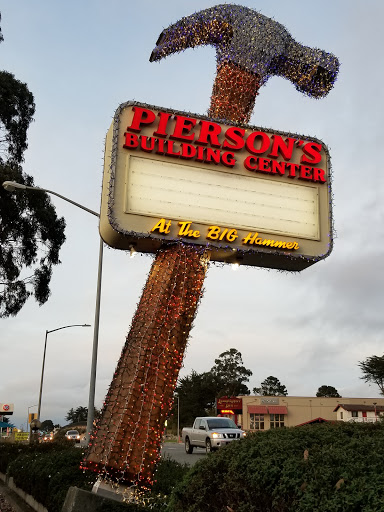 PIERSON'S
BUILDING CENTER
At The BIG Hammer